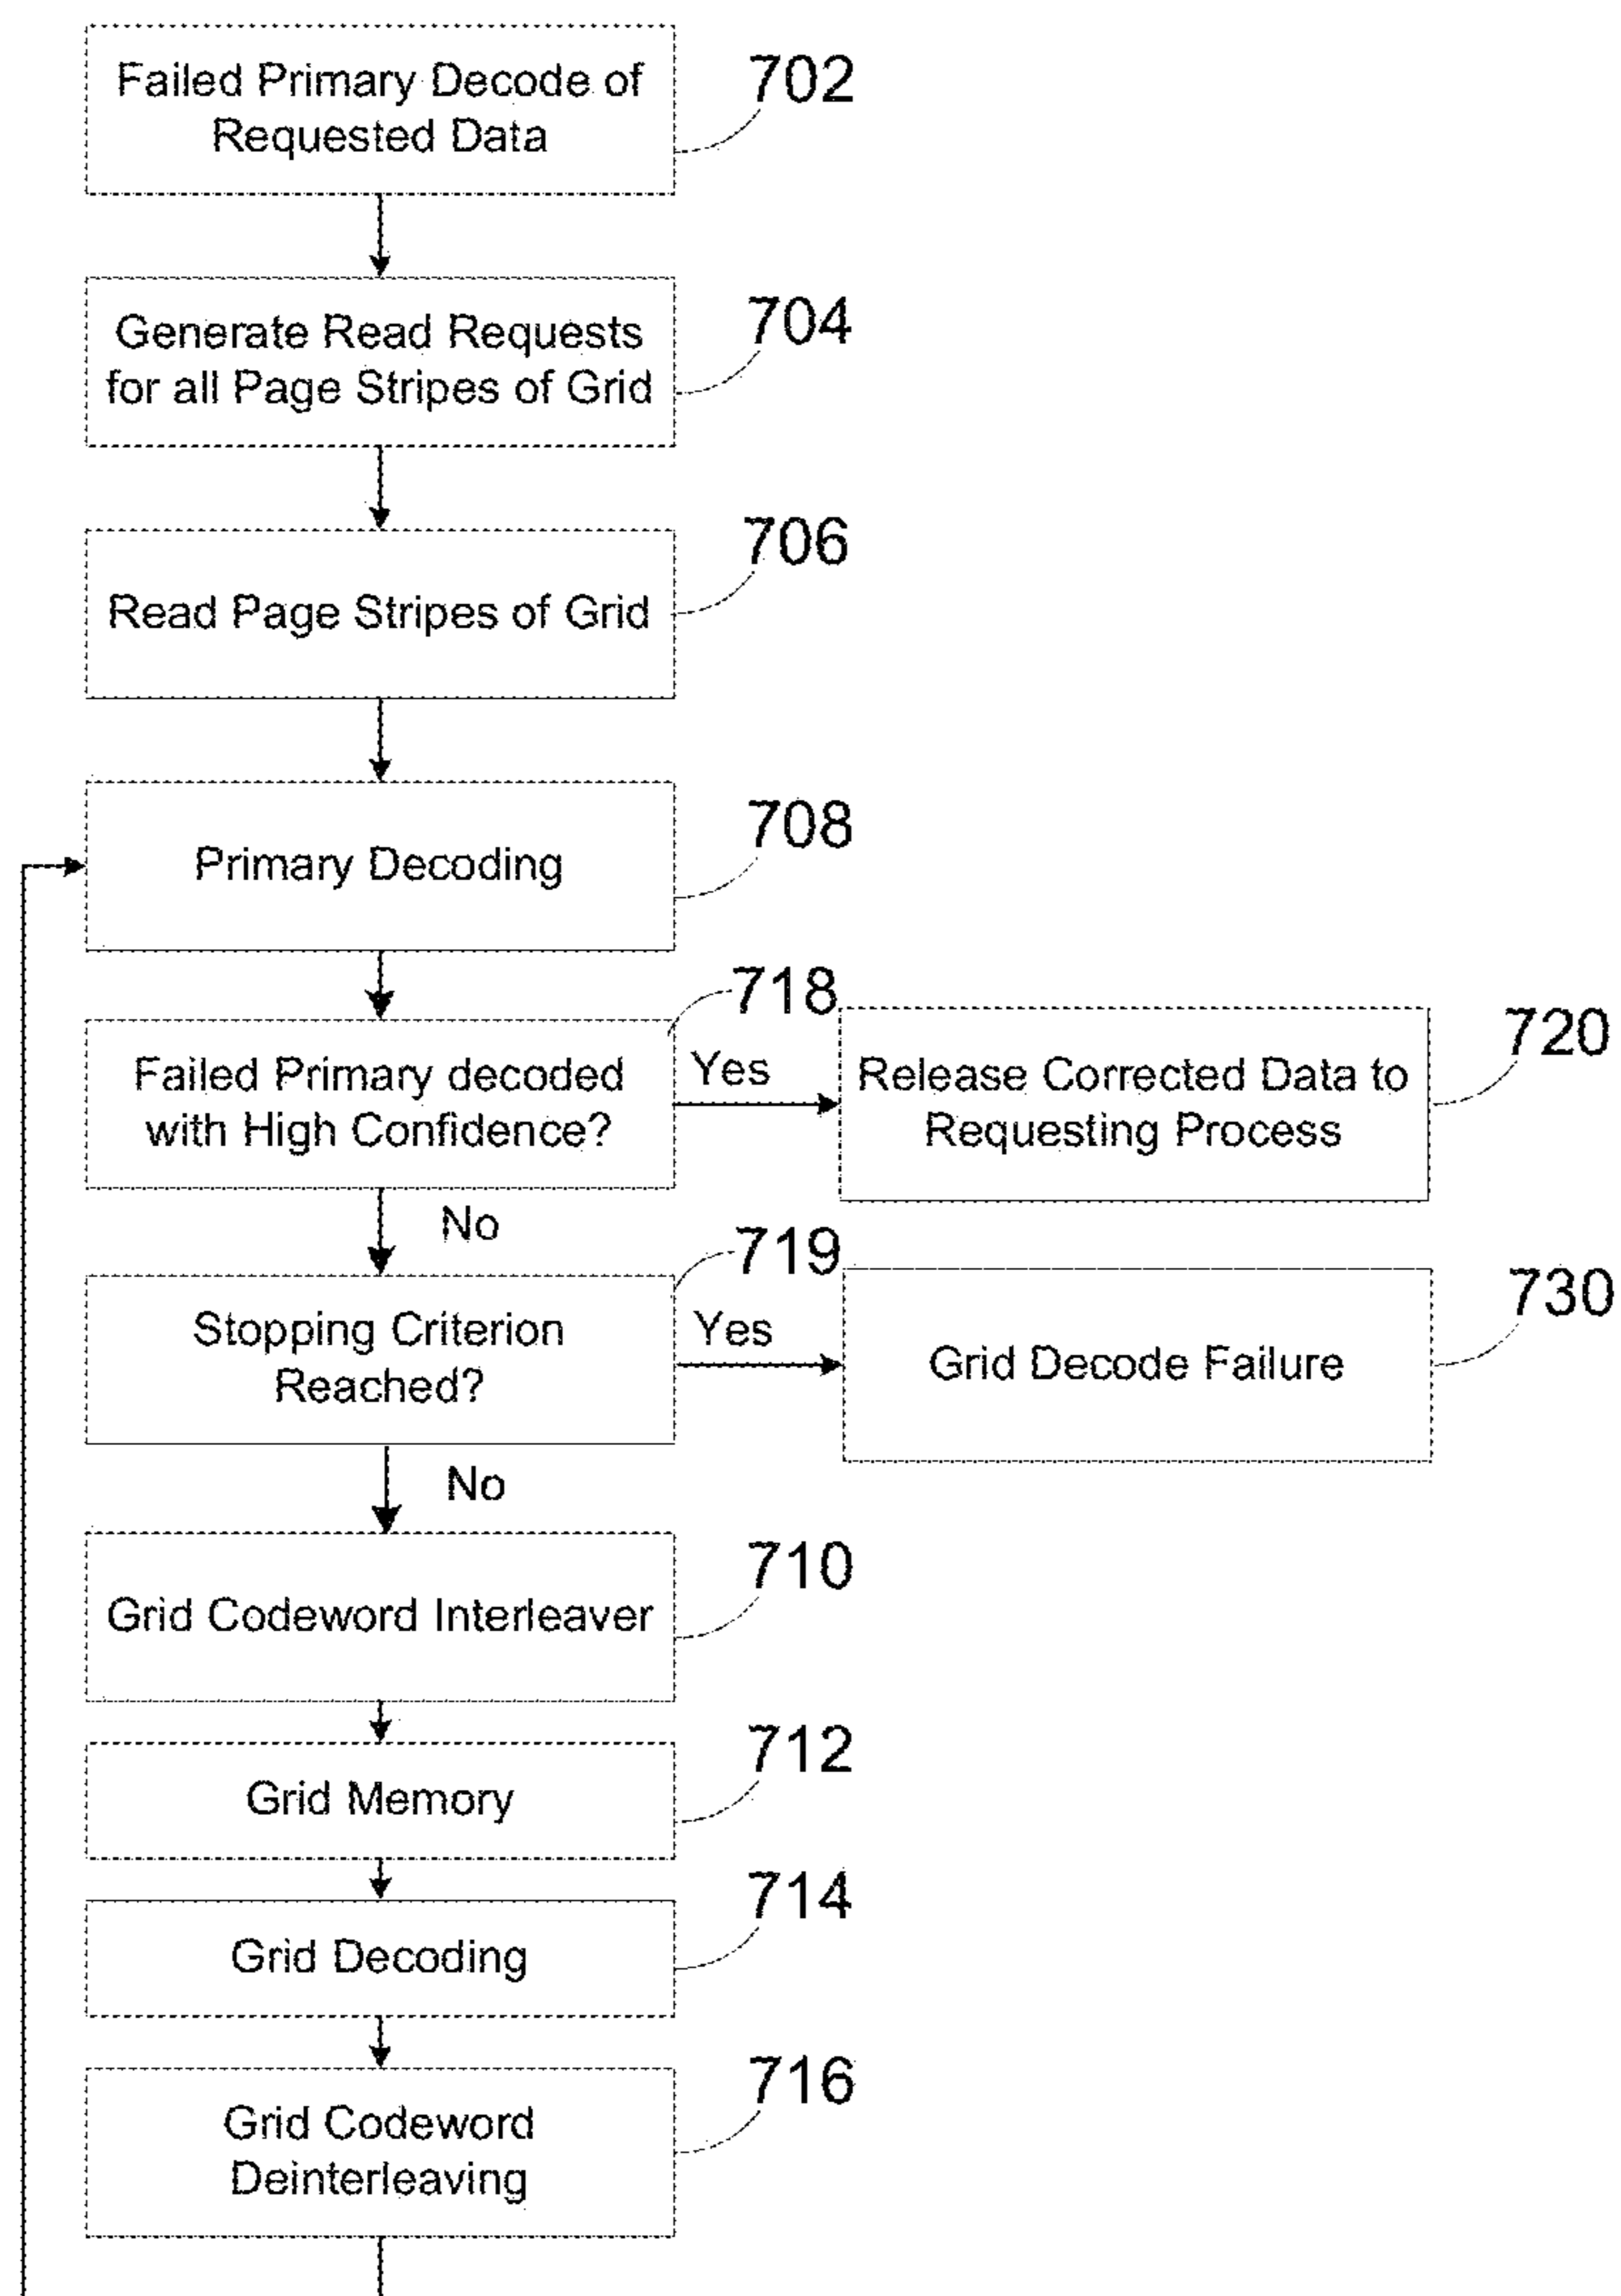 Failed Primary Decode of
Requested Data
702
Generate Read Requests
for all Page Stripes of Grid
704
Read Page Stripes of Grid
706
Primary Decoding
708
Failed Primary decoded
with High Confidence?
718
Yes
Release Corrected Data to
Requesting Process
720
No
Stopping Criterion
Reached?
719
Yes
Grid Decode Failure
730
No
Grid Codeword Interleaver
710
Grid Memory
712
Grid Decoding
714
Grid Codeword
Deinterleaving
716